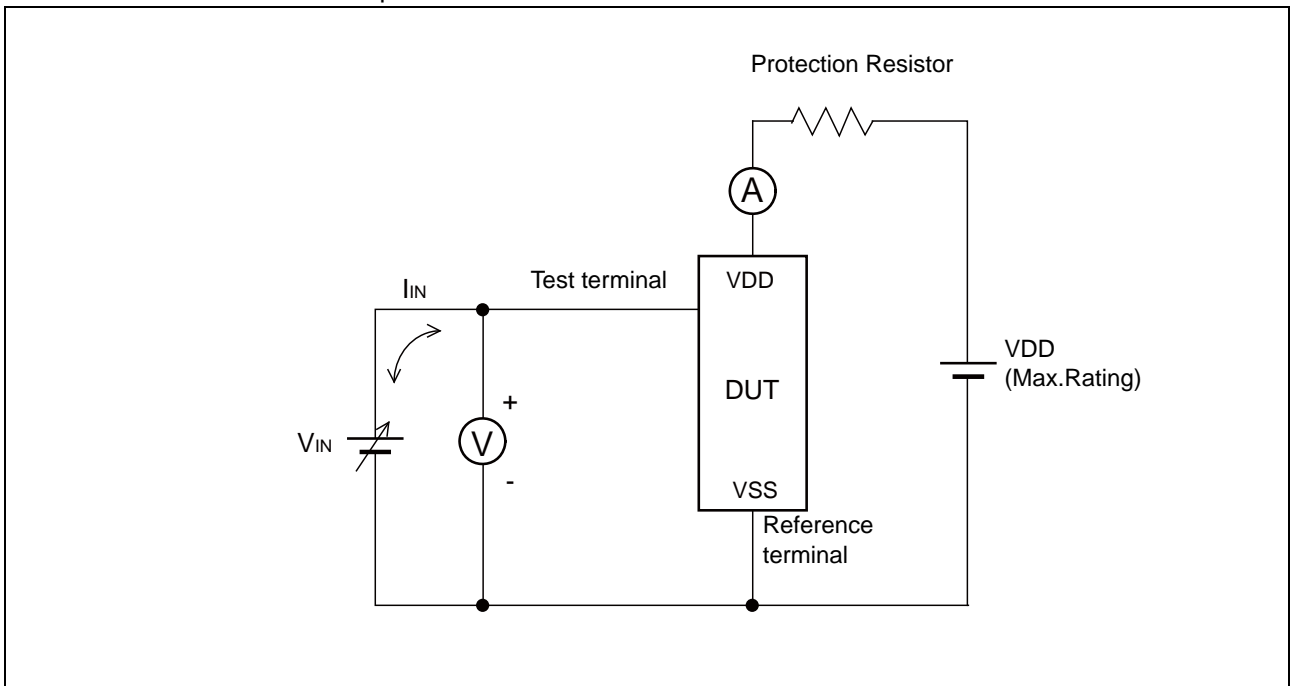 Protection Resistor
A
Test terminal
VDD
IIN
VDD
(Max.Rating)
DUT
+
VIN
V
-
VSS
Reference
terminal